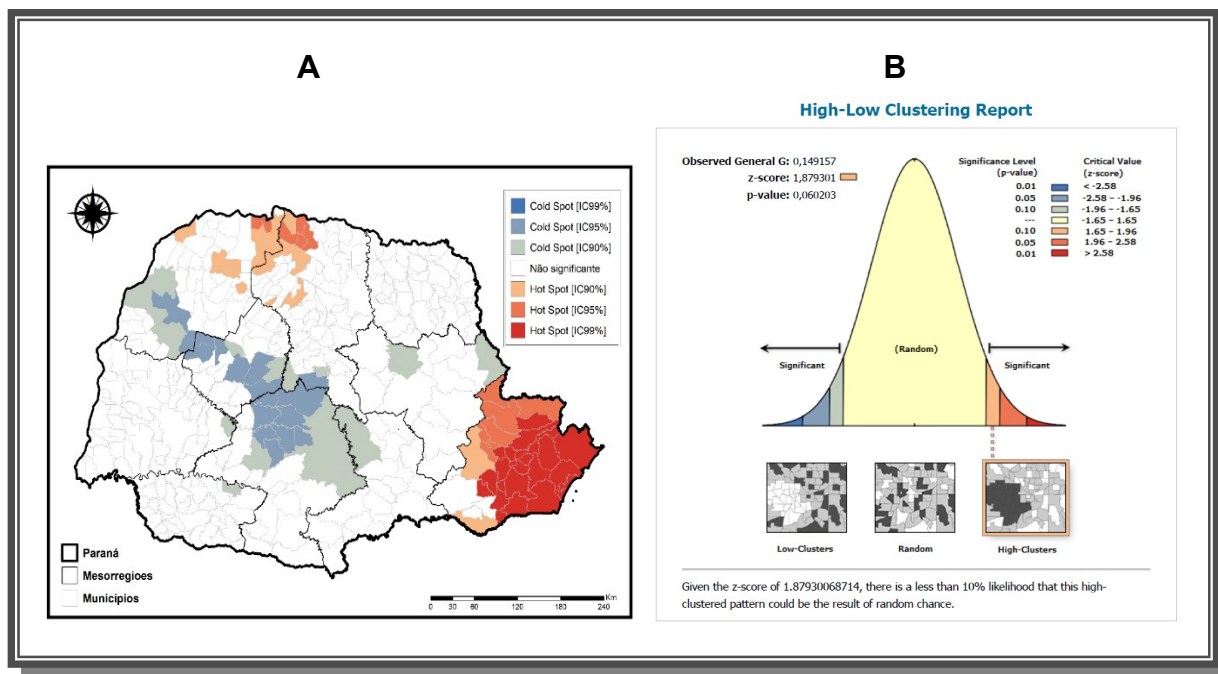 A
B
Cold Spot [IC99%]
Cold Spot [IC95%]
Cold Spot [IC90%]
Não significante
Hot Spot [IC90%]
Hot Spot [IC95%]
Hot Spot [IC99%]
Paraná
Mesorregioes
Municípios
Km
0 30 60 120 180 240
High-Low Clustering Report
Observed General G: 0,149157
z-score: 1,879301
p-value: 0,060203
Significance Level
(p-value)
Critical Value
(z-score)
0.01 < -2.58
0.05 -2.58 - -1.96
0.10 -1.96 - -1.65
--- -1.65 - 1.65
0.10 1.65 - 1.96
0.05 1.96 - 2.58
0.01 > 2.58
(Random)
Significant
Significant
Low-Clusters
Random
High-Clusters
Given the z-score of 1.87930068714, there is a less than 10% likelihood that this high-
clustered pattern could be the result of random chance.